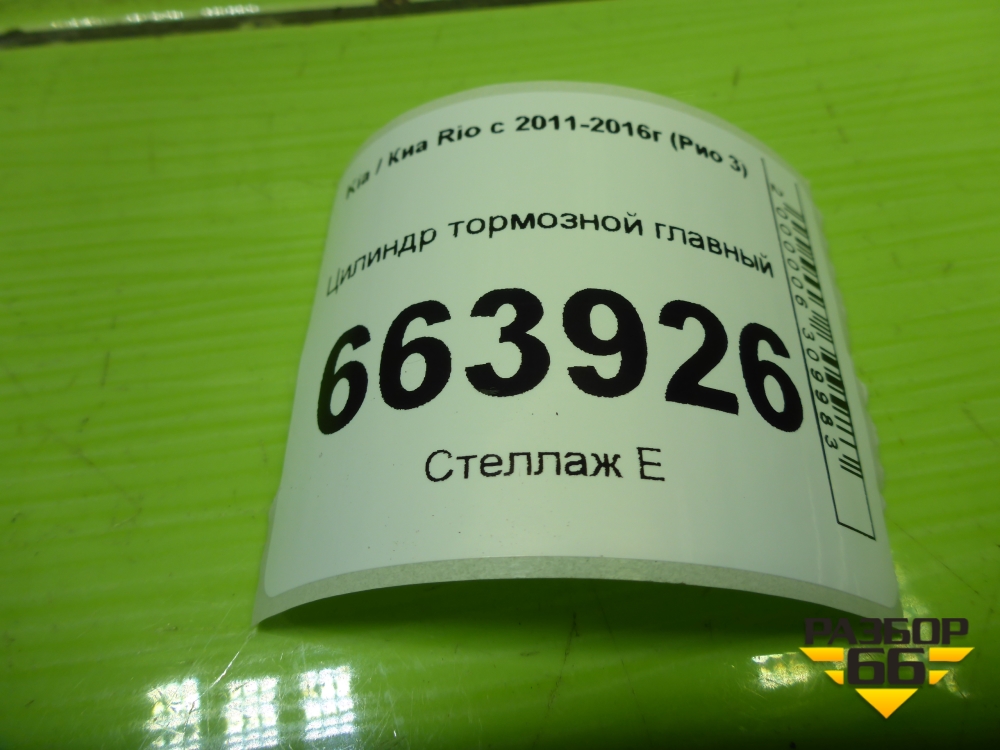 Kia / Киа Rio с 2011-2016г (Рио 3)
Цилиндр тормозной главный
663926
Стеллаж Е
2000006309983
РАЗБОР
66